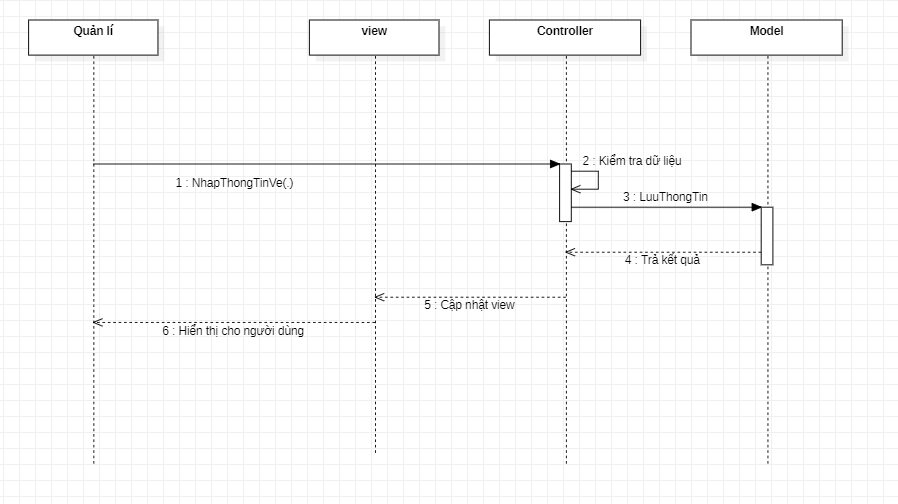 Quản lí
view
Controller
Model
2 : Kiểm tra dữ liệu
1 : NhapThongTinVe(.)
3 : LuuThongTin
4 : Trả kết quả
5 : Cập nhật view
6 : Hiển thị cho người dùng